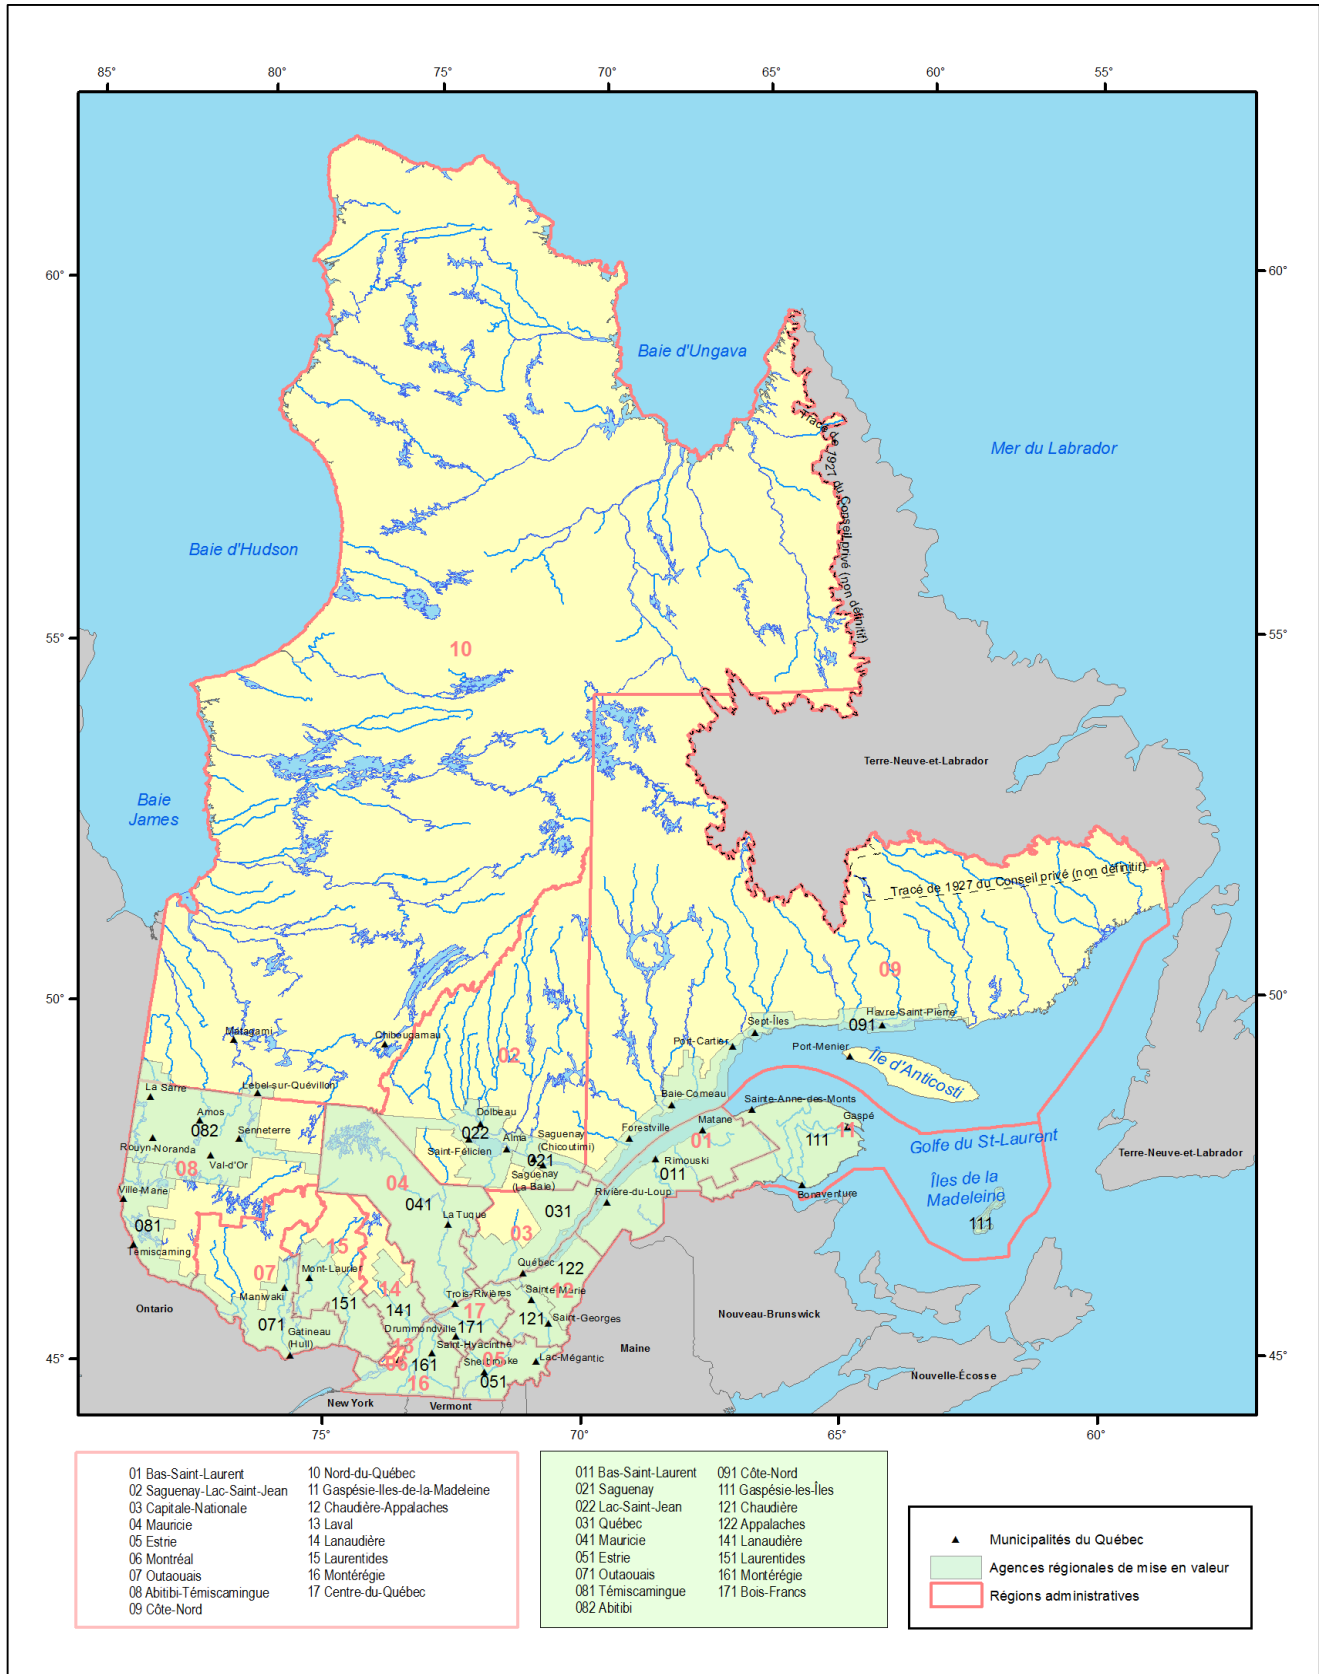 85° 80° 75° 70° 65° 60° 55°
60° 60°
Baie d'Ungava
Tracé de 1927 du Conseil privé (non définitif)
Mer du Labrador
Baie d'Hudson
55° 55°
10
Terre-Neuve-et-Labrador
Baie
James
Tracé de 1927 du Conseil privé (non définitif)
09
50° 50°
Havre-Saint-Pierre
091
Sept-Îles
Matagami
Chibougamau
Port-Cartier
Port-Menier
02
Île d'Anticosti
La Sarre
Lebel-sur-Quévillon
Baie-Comeau
Sainte-Anne-des-Monts
Amos
082
Dolbeau
022
Matane
Gaspé
11
Senneterre
Alma
Saguenay
(Chicoutimi)
Forestville
01
111
Golfe du St-Laurent
Rouyn-Noranda
Saint-Félicien
021
Rimouski
Terre-Neuve-et-Labrador
Val-d'Or
08
Saguenay
(La Baie)
011
Ville-Marie
04
041
Rivière-du-Loup
Bonaventure
Îles de la
Madeleine
081
La Tuque
031
111
03
Témiscaming
15
07
Mont-Laurier
Québec
122
Maniwaki
14
Trois-Rivières
Sainte-Marie
12
Ontario
151
141
17
Nouveau-Brunswick
071
171
121
Saint-Georges
Gatineau
(Hull)
Drummondville
13
Saint-Hyacinthe
Maine
06
161
Sherbrooke
05
Lac-Mégantic
45° 45°
16
051
Nouvelle-Écosse
New York
Vermont
75° 70° 65° 60°
01 Bas-Saint-Laurent
02 Saguenay-Lac-Saint-Jean
03 Capitale-Nationale
04 Mauricie
05 Estrie
06 Montréal
07 Outaouais
08 Abitibi-Témiscamingue
09 Côte-Nord
10 Nord-du-Québec
11 Gaspésie-Iles-de-la-Madeleine
12 Chaudière-Appalaches
13 Laval
14 Lanaudière
15 Laurentides
16 Montérégie
17 Centre-du-Québec
011 Bas-Saint-Laurent
021 Saguenay
022 Lac-Saint-Jean
031 Québec
041 Mauricie
051 Estrie
071 Outaouais
081 Témiscamingue
082 Abitibi
091 Côte-Nord
111 Gaspésie-les-Îles
121 Chaudière
122 Appalaches
141 Lanaudière
151 Laurentides
161 Montérégie
171 Bois-Francs
Municipalités du Québec
Agences régionales de mise en valeur
Régions administratives